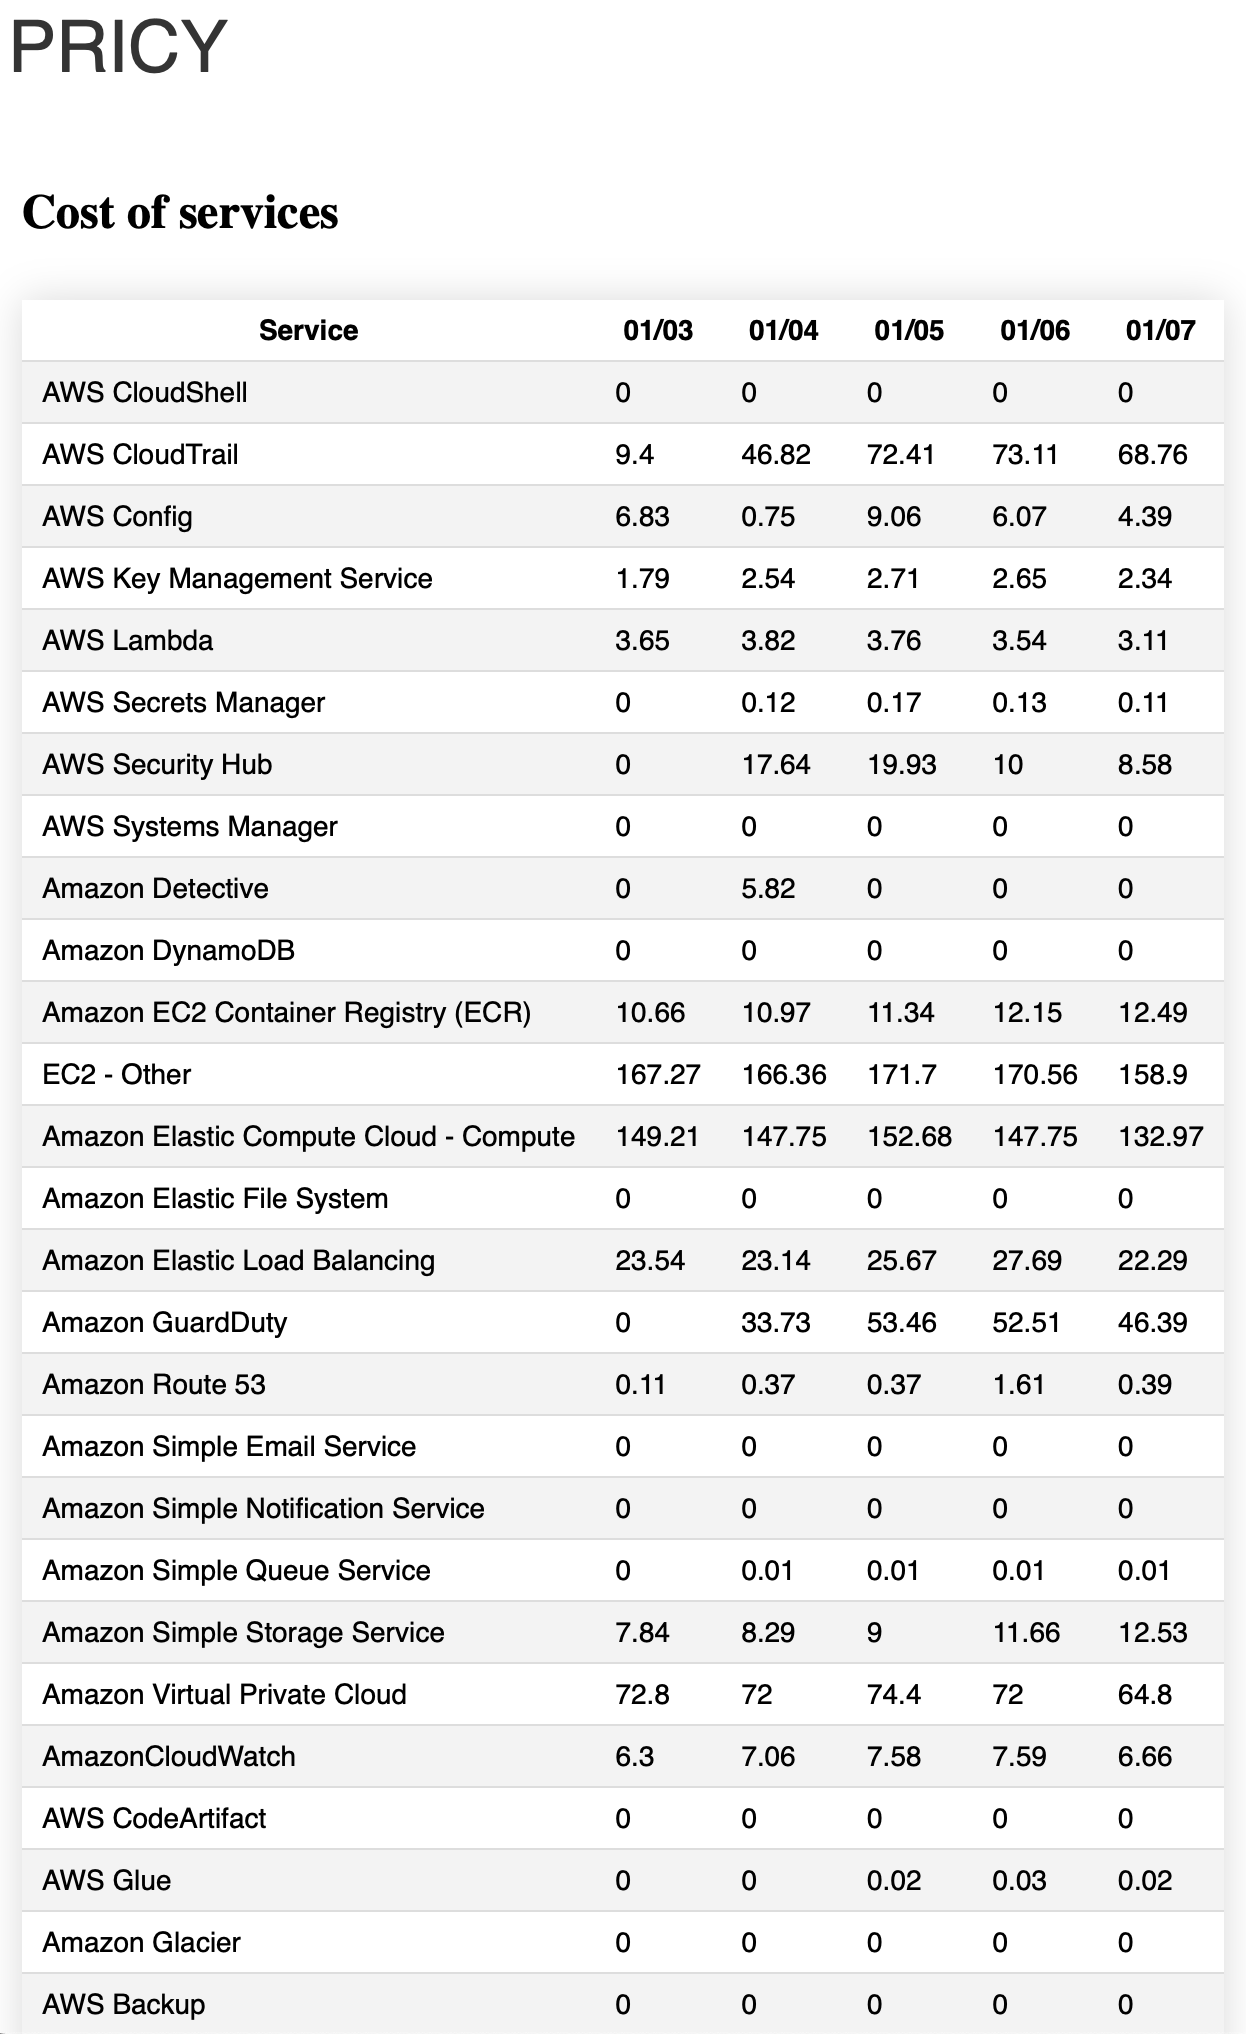 PRICY
Cost of services
Service 01/03 01/04 01/05 01/06 01/07
AWS CloudShell 0 0 0 0 0
AWS CloudTrail 9.4 46.82 72.41 73.11 68.76
AWS Config 6.83 0.75 9.06 6.07 4.39
AWS Key Management Service 1.79 2.54 2.71 2.65 2.34
AWS Lambda 3.65 3.82 3.76 3.54 3.11
AWS Secrets Manager 0 0.12 0.17 0.13 0.11
AWS Security Hub 0 17.64 19.93 10 8.58
AWS Systems Manager 0 0 0 0 0
Amazon Detective 0 5.82 0 0 0
Amazon DynamoDB 0 0 0 0 0
Amazon EC2 Container Registry (ECR) 10.66 10.97 11.34 12.15 12.49
EC2 - Other 167.27 166.36 171.7 170.56 158.9
Amazon Elastic Compute Cloud - Compute 149.21 147.75 152.68 147.75 132.97
Amazon Elastic File System 0 0 0 0 0
Amazon Elastic Load Balancing 23.54 23.14 25.67 27.69 22.29
Amazon GuardDuty 0 33.73 53.46 52.51 46.39
Amazon Route 53 0.11 0.37 0.37 1.61 0.39
Amazon Simple Email Service 0 0 0 0 0
Amazon Simple Notification Service 0 0 0 0 0
Amazon Simple Queue Service 0 0.01 0.01 0.01 0.01
Amazon Simple Storage Service 7.84 8.29 9 11.66 12.53
Amazon Virtual Private Cloud 72.8 72 74.4 72 64.8
AmazonCloudWatch 6.3 7.06 7.58 7.59 6.66
AWS CodeArtifact 0 0 0 0 0
AWS Glue 0 0 0.02 0.03 0.02
Amazon Glacier 0 0 0 0 0
AWS Backup 0 0 0 0 0